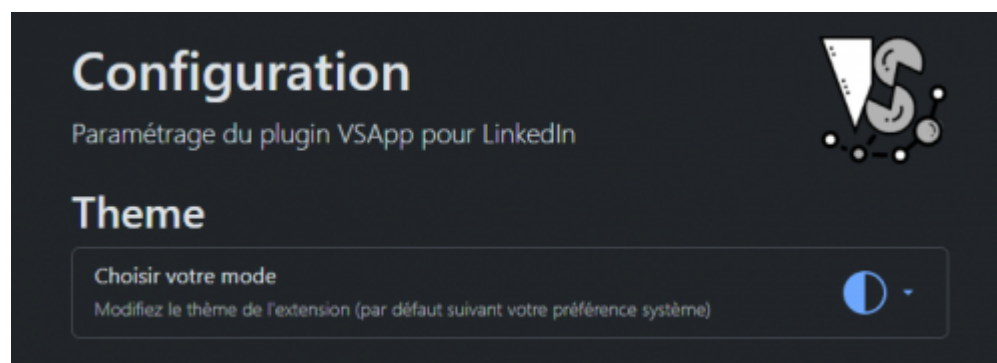 Configuration
Paramétrage du plugin VSApp pour LinkedIn
VS
Theme
Choisir votre mode
Modifiez le thème de l'extension (par défaut suivant votre préférence système)